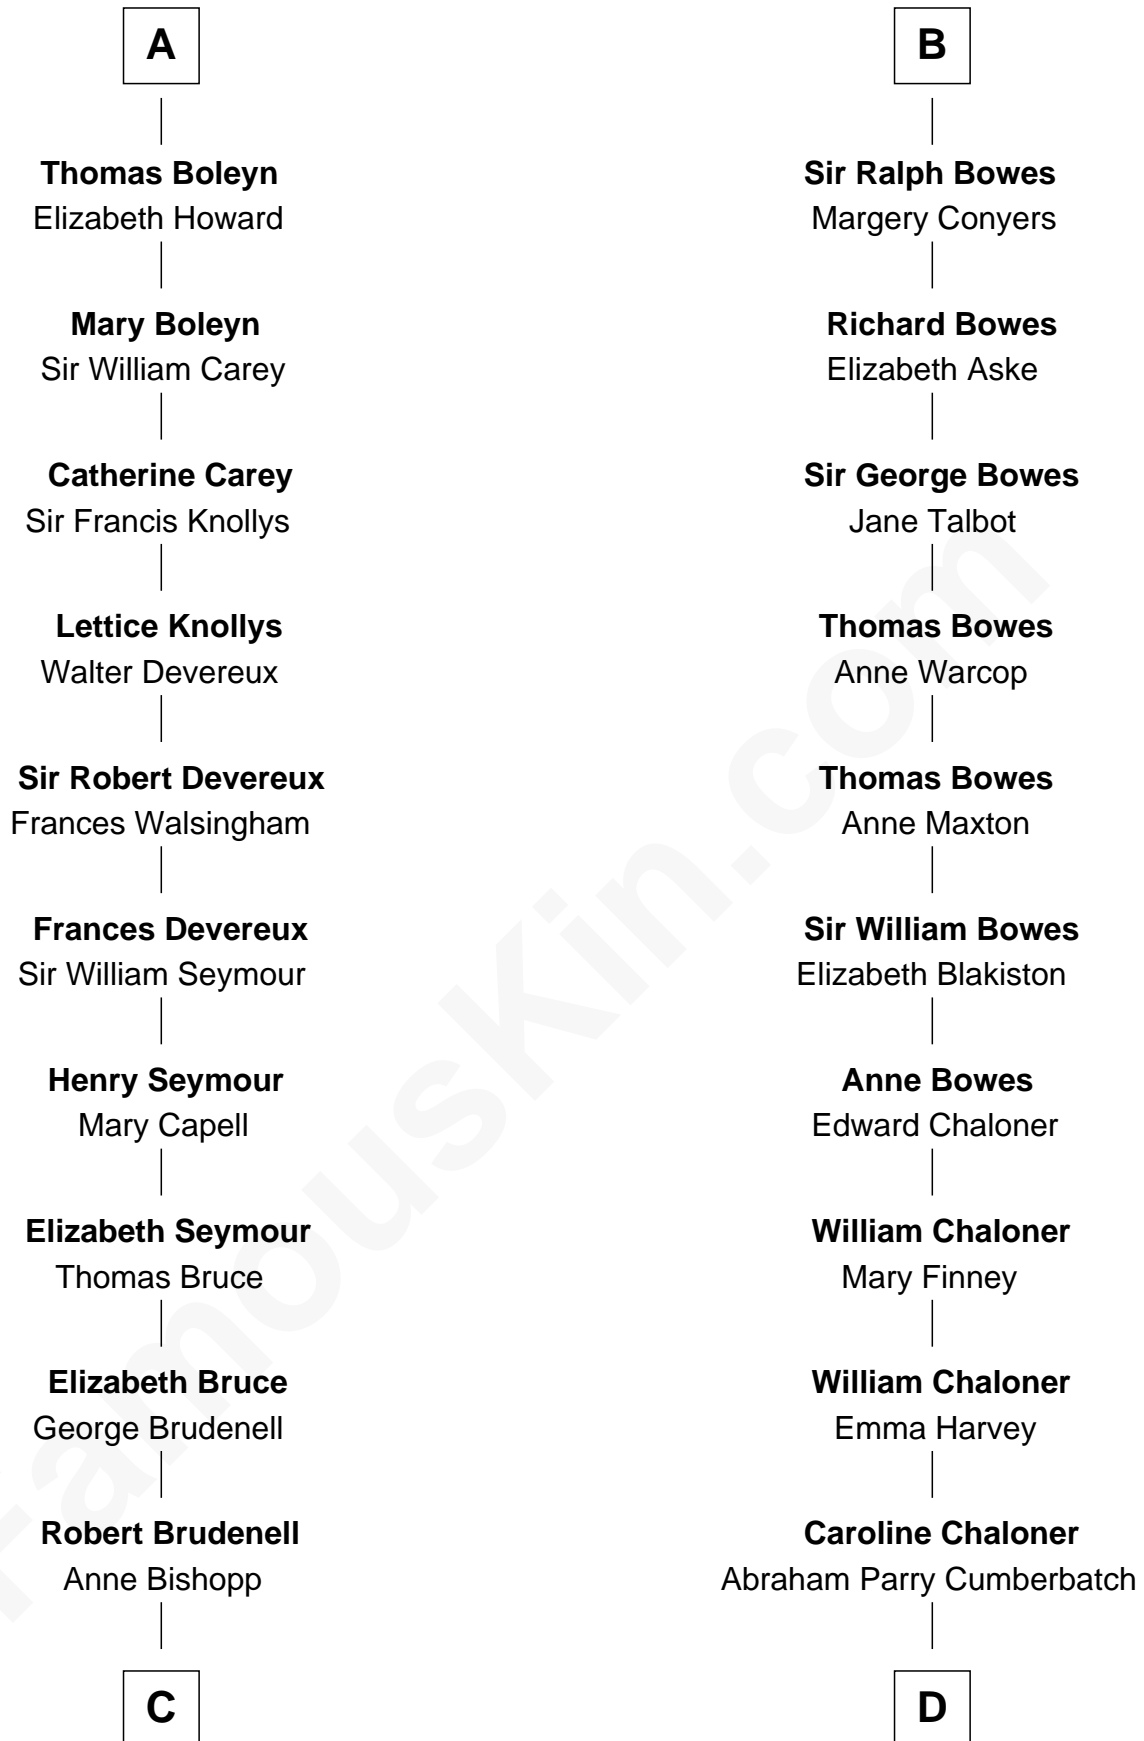 A
Thomas Boleyn
Elizabeth Howard
Mary Boleyn
Sir William Carey
Catherine Carey
Sir Francis Knollys
Lettice Knollys
Walter Devereux
Sir Robert Devereux
Frances Walsingham
Frances Devereux
Sir William Seymour
Henry Seymour
Mary Capell
Elizabeth Seymour
Thomas Bruce
Elizabeth Bruce
George Brudenell
Robert Brudenell
Anne Bishopp
C
B
Sir Ralph Bowes
Margery Conyers
Richard Bowes
Elizabeth Aske
Sir George Bowes
Jane Talbot
Thomas Bowes
Anne Warcop
Thomas Bowes
Anne Maxton
Sir William Bowes
Elizabeth Blakiston
Anne Bowes
Edward Chaloner
William Chaloner
Mary Finney
William Chaloner
Emma Harvey
Caroline Chaloner
Abraham Parry Cumberbatch
D
FamousKin.com